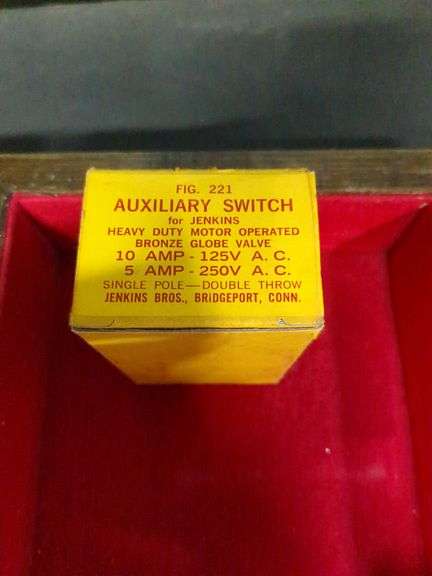 FIG. 221
AUXILIARY SWITCH
for JENKINS
HEAVY DUTY MOTOR OPERATED
BRONZE GLOBE VALVE
10 AMP - 125V A. C.
5 AMP - 250V A. C.
SINGLE POLE—DOUBLE THROW
JENKINS BROS., BRIDGEPORT, CONN.